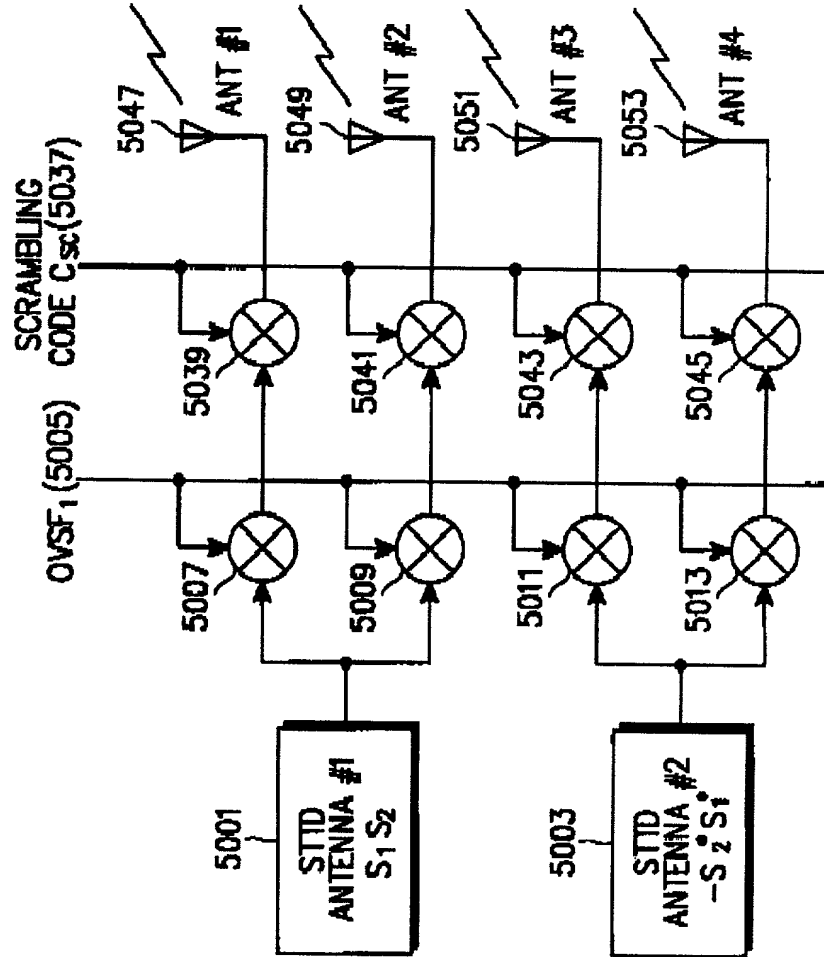 SCRAMBLING
CODE Csc(5037)
OVSF1(5005)
5047
ANT #1
5049
ANT #2
5051
ANT #3
5053
ANT #4
5039
5041
5043
5045
5007
5009
5011
5013
5001
STTD
ANTENNA #1
S1 S2
5003
STTD
ANTENNA #2
-S2* S1*